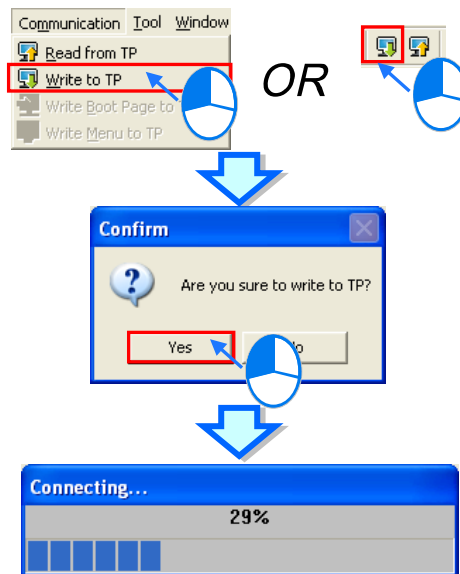 Communication Tool Window
Read from TP
Write to TP
Write Boot Page to
Write Menu to TP
OR
Confirm
Are you sure to write to TP?
Yes
Connecting...
29%